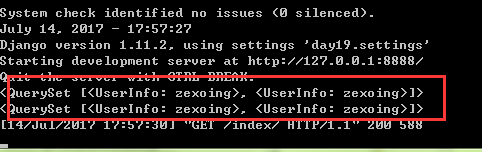 System check identified no issues (0 silenced).
July 14, 2017 - 17:57:27
Django version 1.11.2, using settings 'day19.settings'
Starting development server at http://127.0.0.1:8888/
Quit the server with CTRL-BREAK.
<QuerySet [<UserInfo: zexoing>, <UserInfo: zexoing>]>
<QuerySet [<UserInfo: zexoing>, <UserInfo: zexoing>]>
[14/Jul/2017 17:57:30] "GET /index/ HTTP/1.1" 200 588